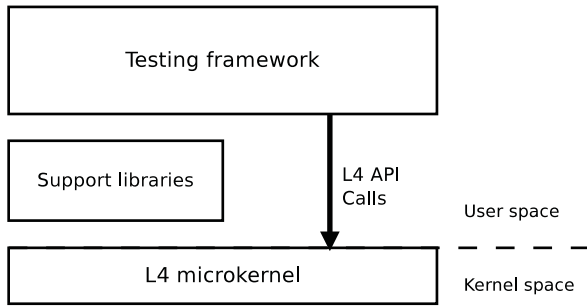 Testing framework
Support libraries
L4 API
Calls
User space
L4 microkernel
Kernel space